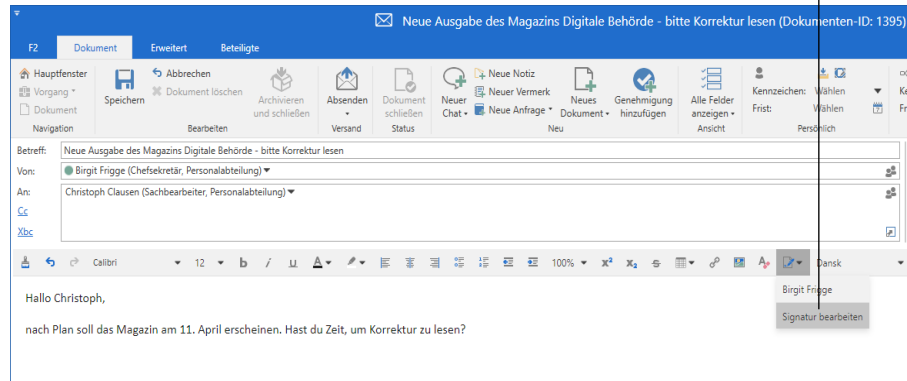 Neue Ausgabe des Magazins Digitale Behörde - bitte Korrektur lesen (Dokumenten-ID: 1395)
F2 Dokument Erweitert Beteiligte
Hauptfenster
Vorgang
Dokument
Navigation
Speichern
Abbrechen
Dokument löschen
Archivieren
und schließen
Bearbeiten
Absenden
Versand
Dokument
schließen
Status
Neuer
Chat
Neue Notiz
Neuer Vermerk
Neue Anfrage
Neues
Dokument
Genehmigung
hinzufügen
Neu
Alle Felder
anzeigen
Ansicht
Kennzeichen: Wählen
Frist: Wählen
Persönlich
Ke
Fr
Betreff: Neue Ausgabe des Magazins Digitale Behörde - bitte Korrektur lesen
Von: Birgit Frigge (Chefsekretär, Personalabteilung)
An: Christoph Clausen (Sachbearbeiter, Personalabteilung)
Cc
Xbc
Calibri 12 b i u A 100% x² x₂ S Dansk
Birgit Frigge
Signatur bearbeiten
Hallo Christoph,
nach Plan soll das Magazin am 11. April erscheinen. Hast du Zeit, um Korrektur zu lesen?